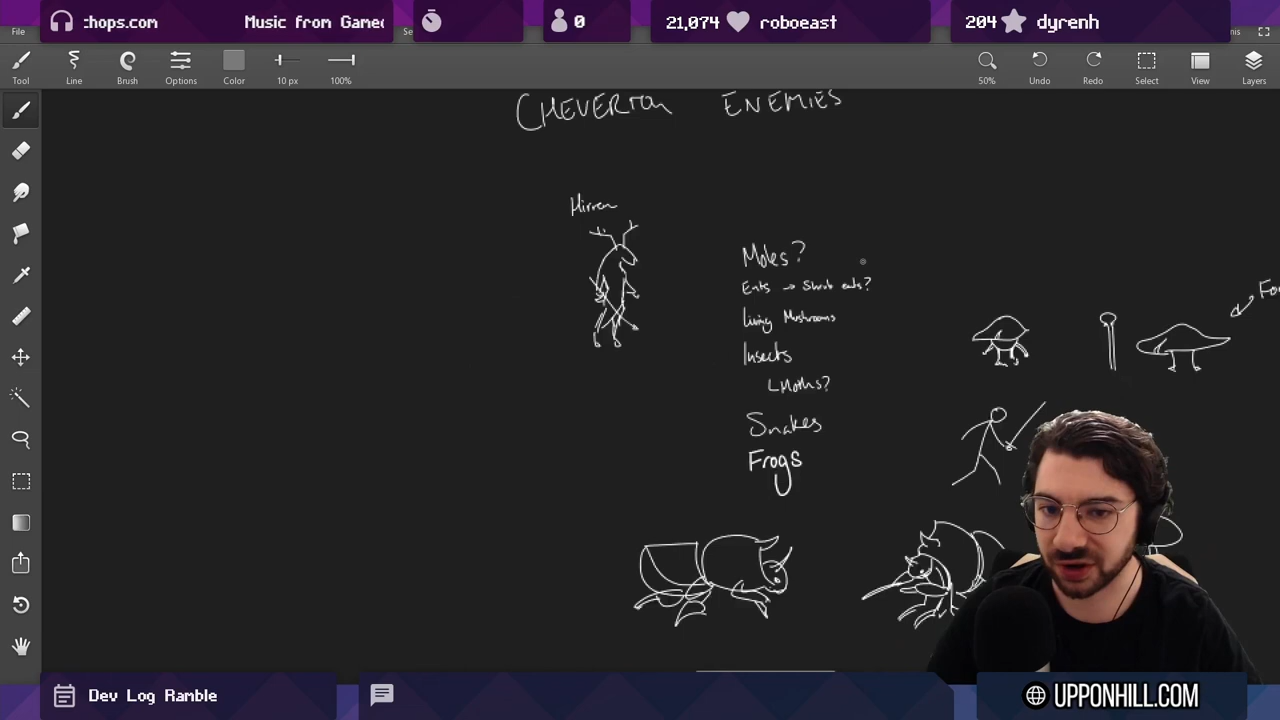 chops.com Music from Game
0
21,074 roboeast
204 dyrenh
File
Tool
Line
Brush
Options
Color
10 px
100%
50%
Undo
Redo
Select
View
Layers
CHEVERTON ENEMIES
Hirren
Moles?
Ents → Shrub ents?
Living Mushrooms
Insects
Moths?
Snakes
Frogs
Dev Log Ramble
UPPONHILL.COM